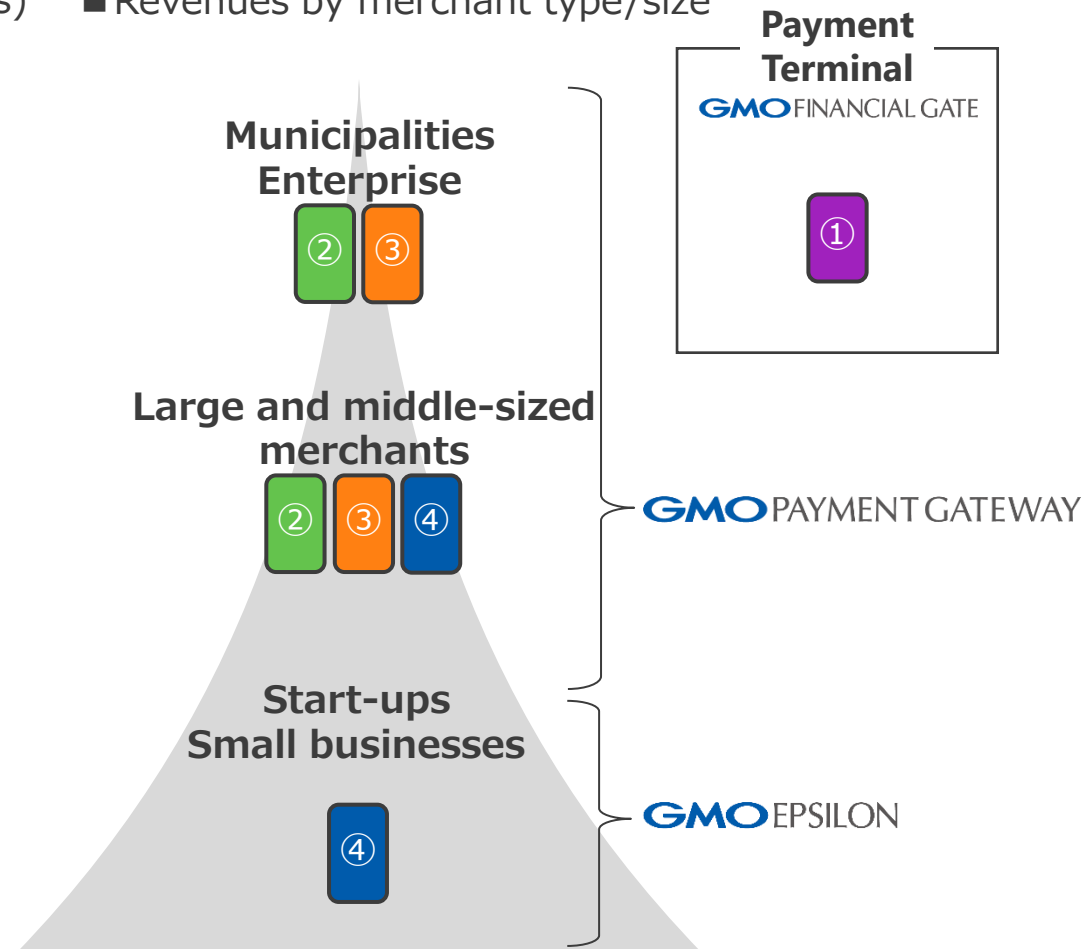 s) ■Revenues by merchant type/size
Payment
Terminal
GMO FINANCIAL GATE
①
Municipalities
Enterprise
② ③
Large and middle-sized
merchants
② ③ ④
GMO PAYMENT GATEWAY
Start-ups
Small businesses
GMO EPSILON
④